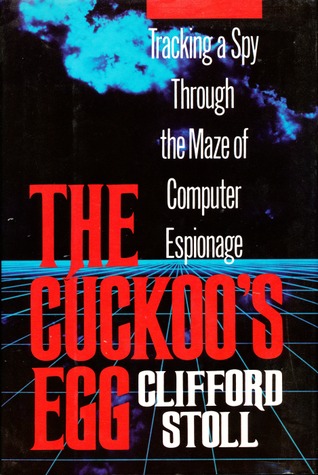 Tracking a Spy
Through
the Maze of
Computer
Espionage
THE
CUCKOO'S
EGG
CLIFFORD
STOLL